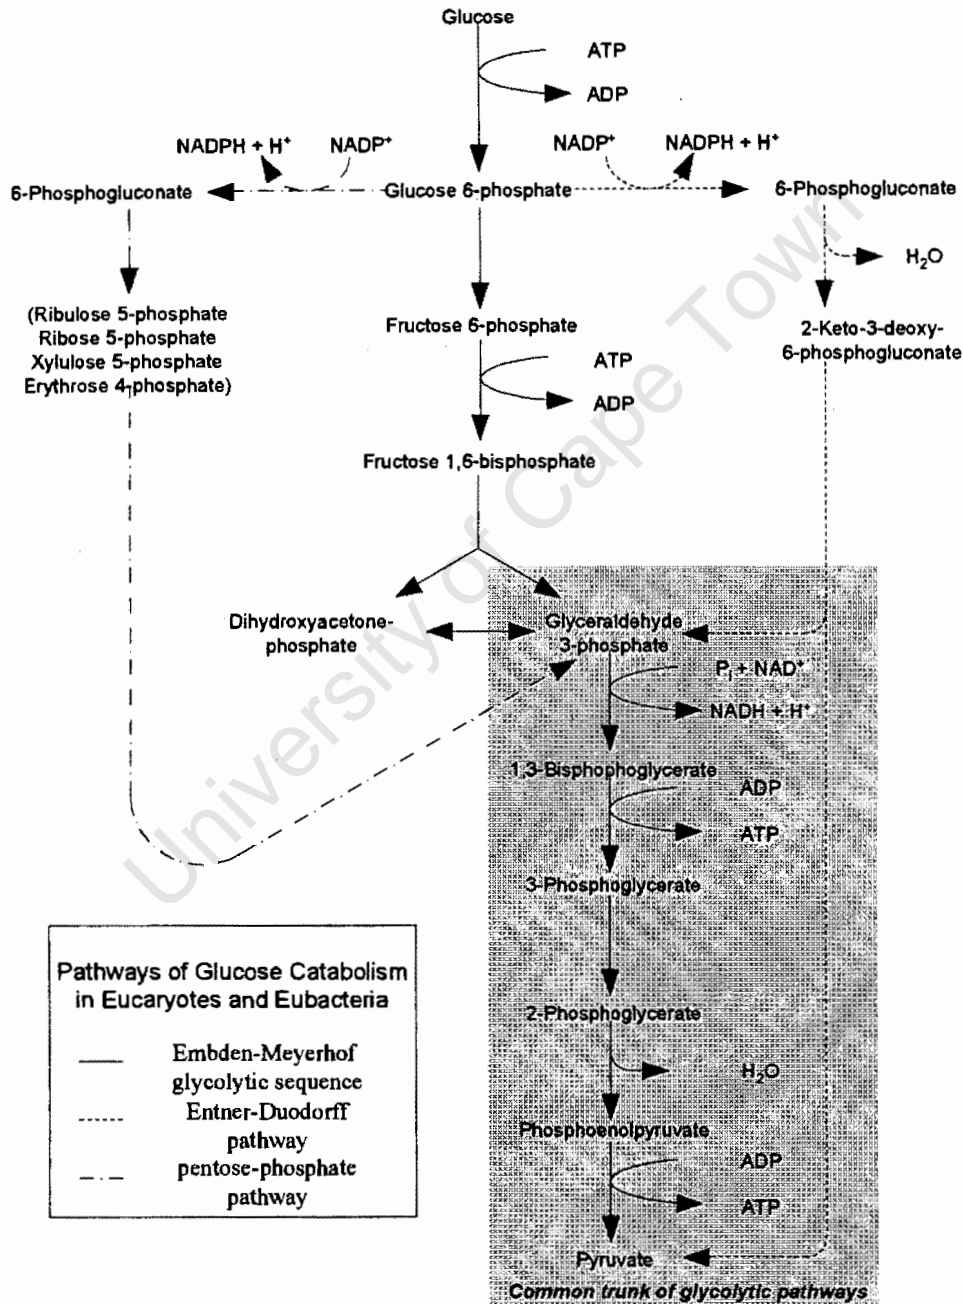 Glucose
ATP
ADP
NADPH + H⁺
NADP⁺
NADP⁺
NADPH + H⁺
6-Phosphogluconate
Glucose 6-phosphate
6-Phosphogluconate
H₂O
(Ribulose 5-phosphate
Ribose 5-phosphate
Xylulose 5-phosphate
Erythrose 4-phosphate)
Fructose 6-phosphate
2-Keto-3-deoxy-
6-phosphogluconate
ATP
ADP
Fructose 1,6-bisphosphate
Dihydroxyacetone-
phosphate
Glyceraldehyde
3-phosphate
Pᵢ + NAD⁺
NADH + H⁺
1,3-Bisphophoglycerate
ADP
ATP
3-Phosphoglycerate
2-Phosphoglycerate
H₂O
Phosphoenolpyruvate
ADP
ATP
Pyruvate
Common trunk of glycolytic pathways
Pathways of Glucose Catabolism
in Eucaryotes and Eubacteria
Embden-Meyerhof
glycolytic sequence
Entner-Duodorff
pathway
pentose-phosphate
pathway
University of Cape Town